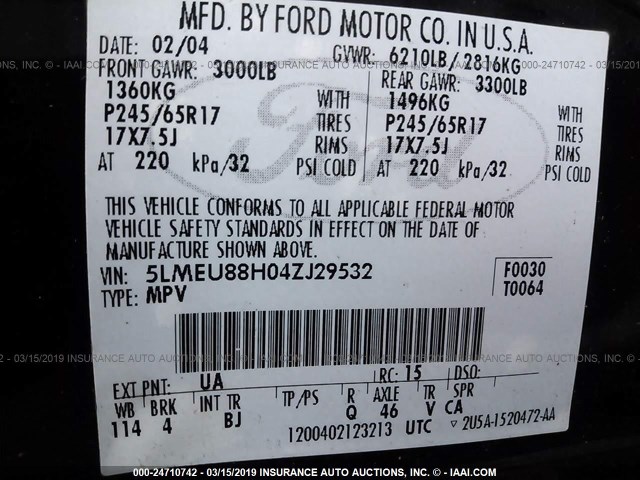 MFD. BY FORD MOTOR CO. IN U.S.A.
DATE: 02/04 GVWR: 6210LB/2816KG
FRONT GAWR: 3000LB REAR GAWR: 3300LB
1360KG WITH 1496KG WITH
P245/65R17 TIRES P245/65R17 TIRES
17X7.5J RIMS 17X7.5J RIMS
AT 220 kPa/32 PSI COLD AT 220 kPa/32 PSI COLD
Ford
THIS VEHICLE CONFORMS TO ALL APPLICABLE FEDERAL MOTOR
VEHICLE SAFETY STANDARDS IN EFFECT ON THE DATE OF
MANUFACTURE SHOWN ABOVE.
VIN: 5LMEU88H04ZJ29532 F0030
TYPE: MPV T0064
EXT PNT: UA RC: 15 DSO:
WB BRK INT TR TP/PS R AXLE TR SPR
114 4 BJ Q 46 V CA
1200402123213 UTC 2U5A-1520472-AA
000-24710742 - 03/15/2019 INSURANCE AUTO AUCTIONS, INC. - IAAI.COM